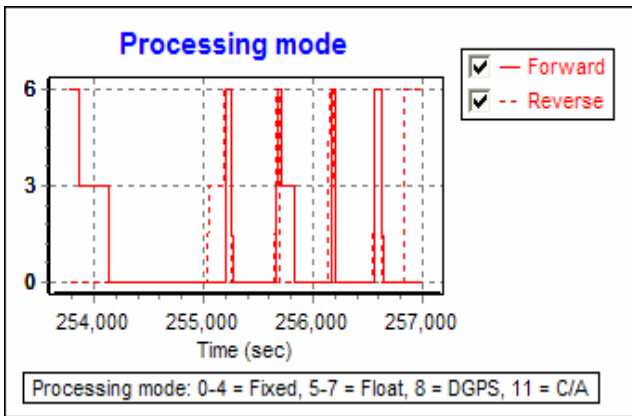 Processing mode
Forward
Reverse
6
3
0
254,000 255,000 256,000 257,000
Time (sec)
Processing mode: 0-4 = Fixed, 5-7 = Float, 8 = DGPS, 11 = C/A